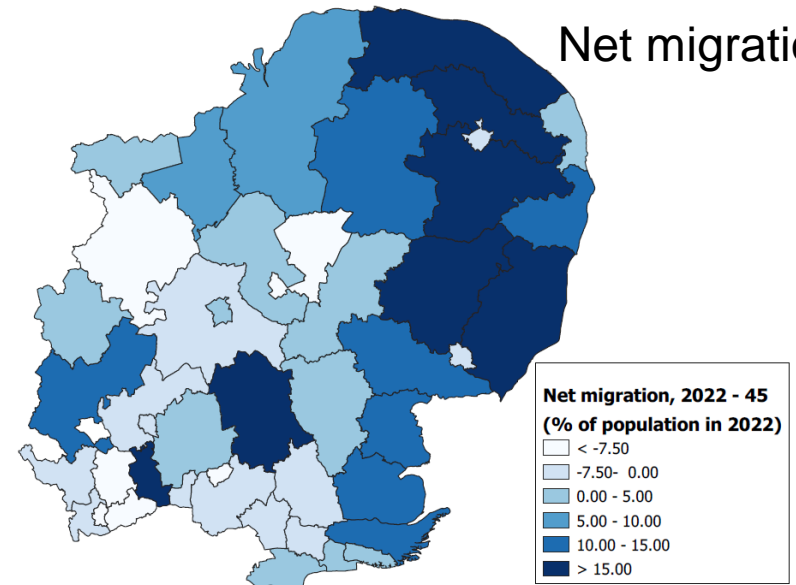 Net migratio
Net migration, 2022 - 45
(% of population in 2022)
< -7.50
-7.50- 0.00
0.00 - 5.00
5.00 - 10.00
10.00 - 15.00
> 15.00